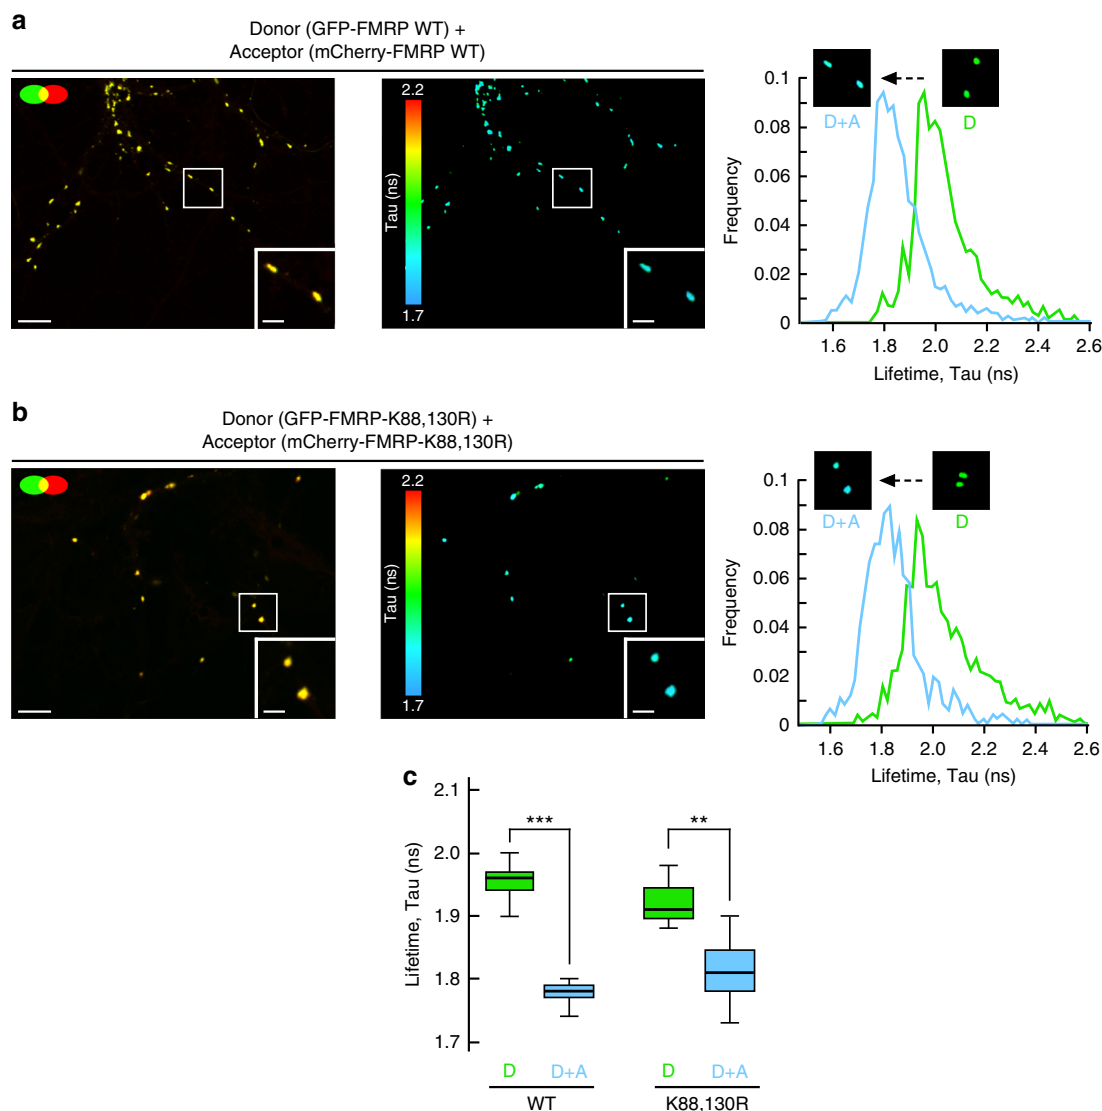 a
Donor (GFP-FMRP WT) +
Acceptor (mCherry-FMRP WT)
2.2
Tau (ns)
1.7
0.1
0.08
0.06
0.04
0.02
0
Frequency
D+A
D
1.6
1.8
2.0
2.2
2.4
2.6
Lifetime, Tau (ns)
b
Donor (GFP-FMRP-K88,130R) +
Acceptor (mCherry-FMRP-K88,130R)
2.2
Tau (ns)
1.7
0.1
0.08
0.06
0.04
0.02
0
Frequency
D+A
D
1.6
1.8
2.0
2.2
2.4
2.6
Lifetime, Tau (ns)
c
2.1
2.0
1.9
1.8
1.7
Lifetime, Tau (ns)
***
**
D
D+A
D
D+A
WT
K88,130R